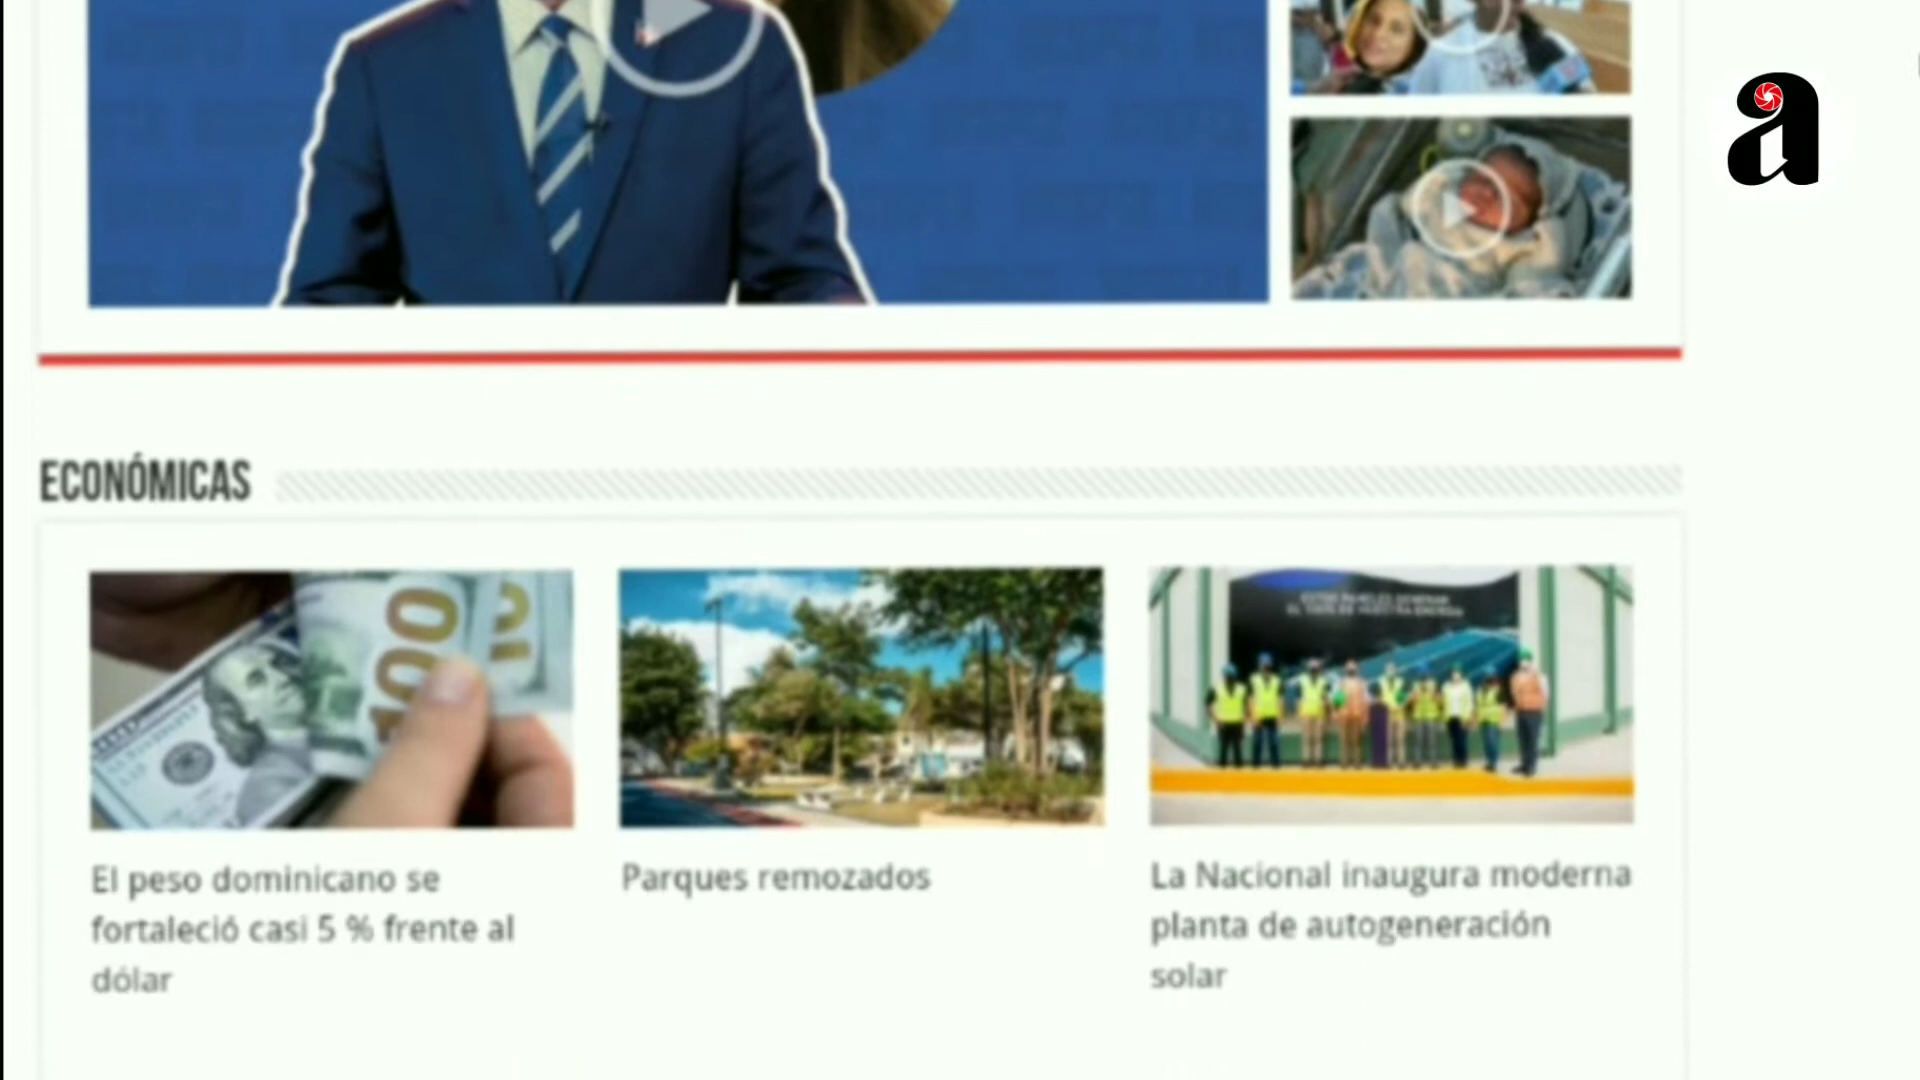 ECONÓMICAS
100
El peso dominicano se
fortaleció casi 5 % frente al
dólar
Parques remozados
La Nacional inaugura moderna
planta de autogeneración
solar
a